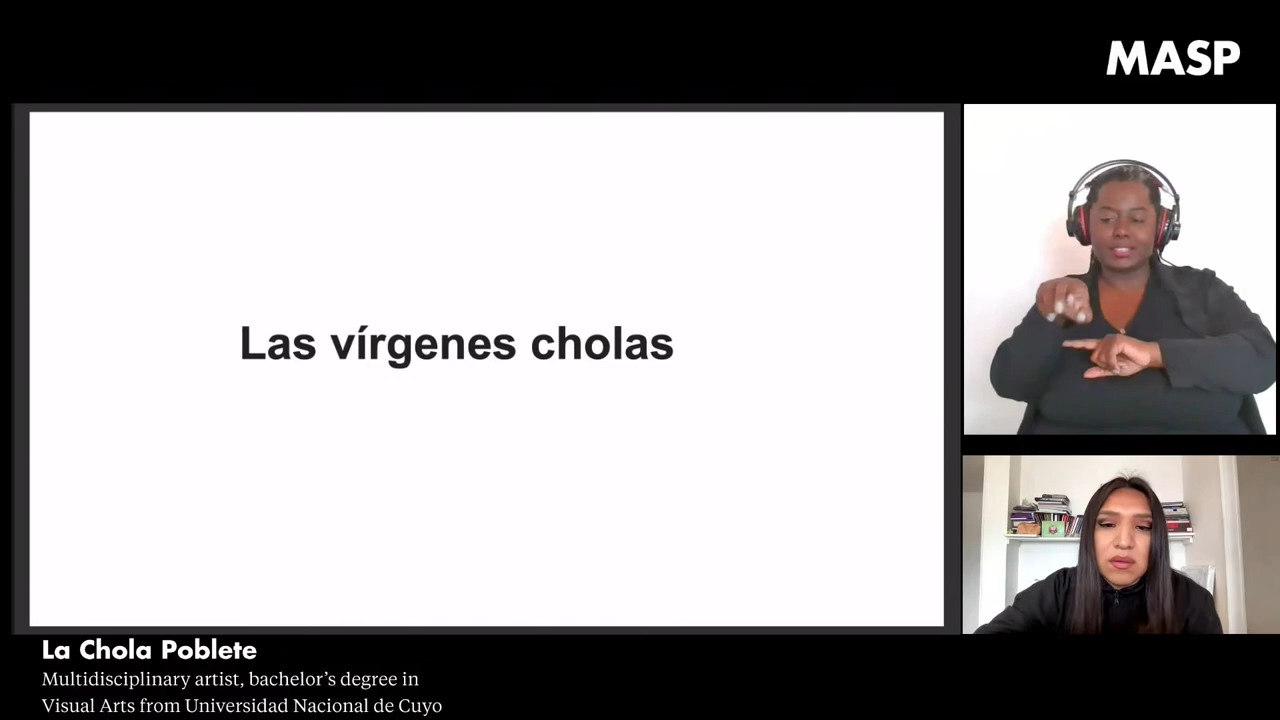 MASP
Las vírgenes cholas
La Chola Poblete
Multidisciplinary artist, bachelor’s degree in
Visual Arts from Universidad Nacional de Cuyo